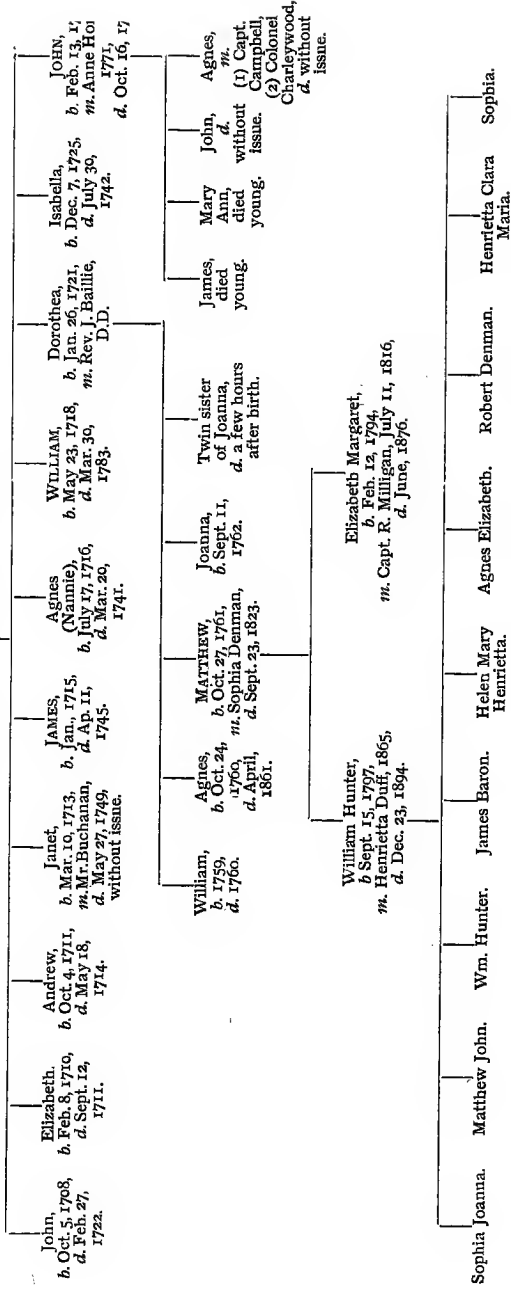 John,
b. Oct. 5, 1708,
d. Feb. 27,
1722.
Elizabeth.
b. Feb. 8, 1710,
d. Sept. 12,
1711.
Andrew,
b. Oct. 4, 1711,
d. May 18,
1714.
Janet,
b. Mar. 10, 1713,
m. Mr. Buchanan,
d. May 27, 1749,
without issue.
JAMES,
b. Jan., 1715,
d. Ap. 11,
1745.
Agnes
(Nannie),
b. July 17, 1716,
d. Mar. 20,
1741.
WILLIAM,
b. May 23, 1718,
d. Mar. 30,
1783.
Dorothea,
b. Jan. 26, 1721,
m. Rev. J. Baillie,
D.D.
Isabella,
b. Dec. 7, 1725,
d. July 30,
1742.
JOHN,
b. Feb. 13, 17
m. Anne Ho
1771,
d. Oct. 16, 17
William,
b. 1759,
d. 1760.
Agnes,
b. Oct. 24,
1760,
d. April,
1861.
MATTHEW,
b. Oct. 27, 1761,
m. Sophia Denman,
d. Sept. 23, 1823.
Joanna,
b. Sept. 11,
1762.
Twin sister
of Joanna,
d. a few hours
after birth.
James,
died
young.
Mary
Ann,
died
young.
John,
d.
without
issue.
Agnes,
m.
(1) Capt.
Campbell,
(2) Colonel
Charleywood,
d. without
issue.
William Hunter,
b Sept. 15, 1797,
m. Henrietta Duff, 1865,
d. Dec. 23, 1894.
Elizabeth Margaret,
b. Feb. 12, 1794,
m. Capt. R. Milligan, July 11, 1816,
d. June, 1876.
Sophia Joanna.
Matthew John.
Wm. Hunter.
James Baron.
Helen Mary
Henrietta.
Agnes Elizabeth.
Robert Denman.
Henrietta Clara
Maria.
Sophia.